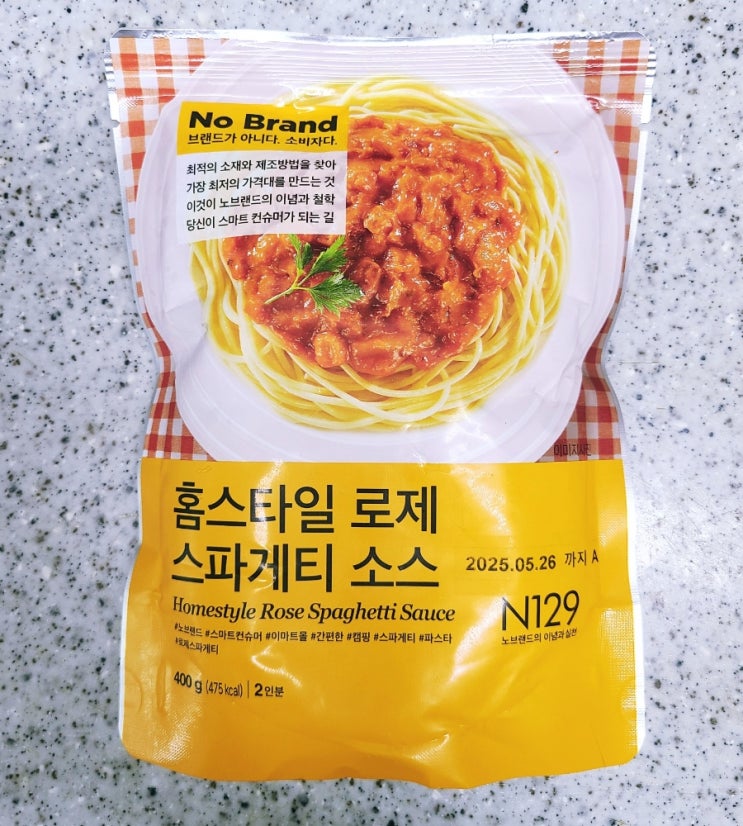 No Brand
브랜드가 아니다. 소비자다.
최적의 소재와 제조방법을 찾아
가장 최저의 가격대를 만드는 것
이것이 노브랜드의 이념과 철학
당신이 스마트 컨슈머가 되는 길
이미지사진
홈스타일 로제
스파게티 소스
2025.05.26 까지 A
Homestyle Rose Spaghetti Sauce
N129
노브랜드의 이념과 실천
#노브랜드 #스마트컨슈머 #이마트몰 #간편한 #캠핑 #스파게티 #파스타
#로제스파게티
400 g (475 kcal) | 2인분